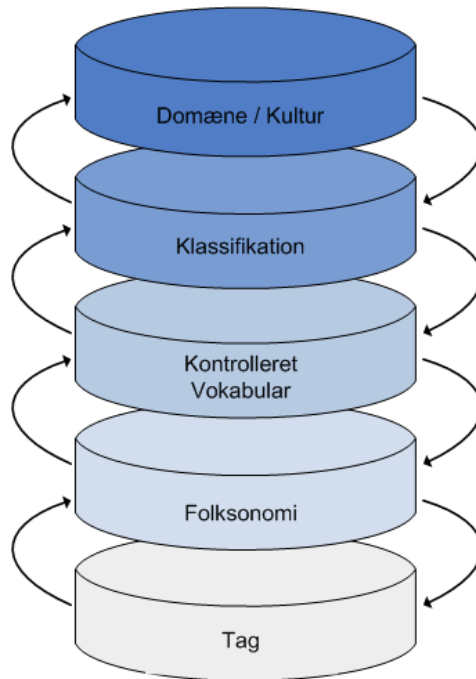 Domæne / Kultur
Klassifikation
Kontrolleret
Vokabular
Folksonomi
Tag